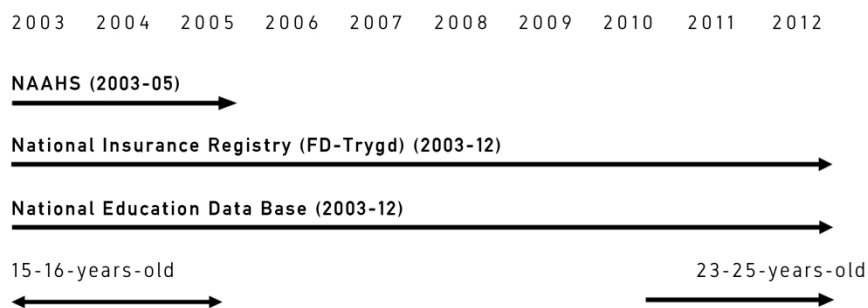 2003 2004 2005 2006 2007 2008 2009 2010 2011 2012
NAAHS (2003-05)
National Insurance Registry (FD-Trygd) (2003-12)
National Education Data Base (2003-12)
15-16-years-old 23-25-years-old